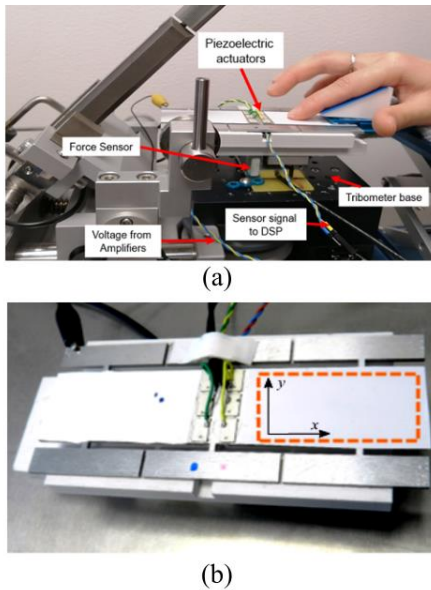 Piezoelectric
actuators
Force Sensor
Voltage from
Amplifiers
Sensor signal
to DSP
Tribometer base
(a)
y
x
(b)